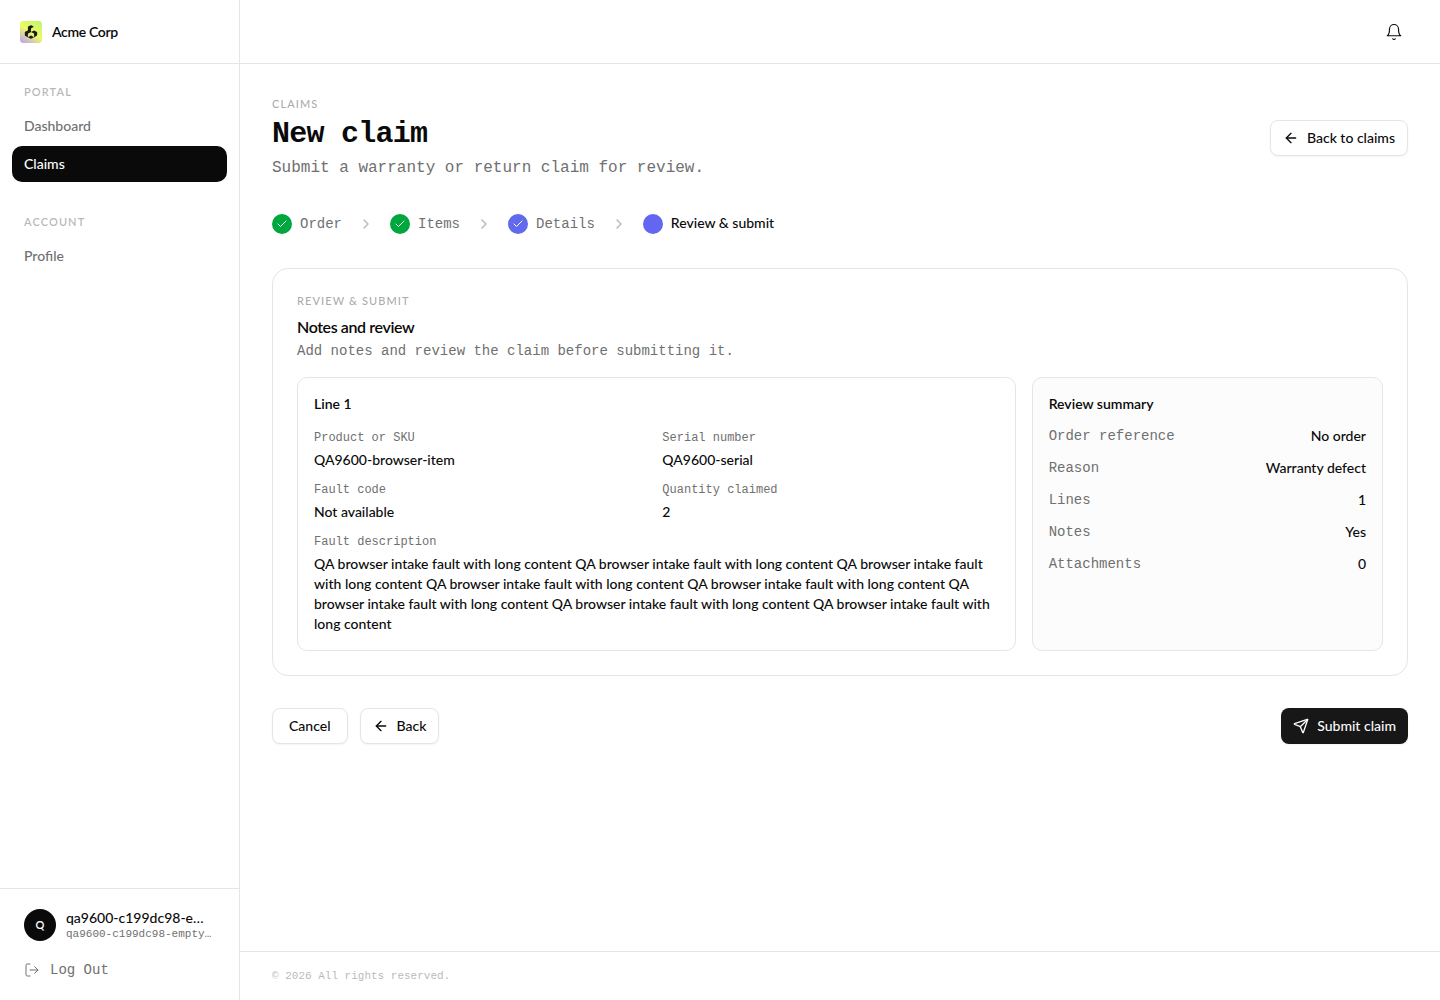 Acme Corp
PORTAL
Dashboard
Claims
ACCOUNT
Profile
Q
qa9600-c199dc98-e...
qa9600-c199dc98-empty…
Log Out
CLAIMS
New claim
Submit a warranty or return claim for review.
Back to claims
Order
Items
Details
Review & submit
REVIEW & SUBMIT
Notes and review
Add notes and review the claim before submitting it.
Line 1
Product or SKU
QA9600-browser-item
Serial number
QA9600-serial
Fault code
Not available
Quantity claimed
2
Fault description
QA browser intake fault with long content QA browser intake fault with long content QA browser intake fault
with long content QA browser intake fault with long content QA browser intake fault with long content QA
browser intake fault with long content QA browser intake fault with long content QA browser intake fault with
long content
Review summary
Order reference No order
Reason Warranty defect
Lines 1
Notes Yes
Attachments 0
Cancel
Back
Submit claim
© 2026 All rights reserved.